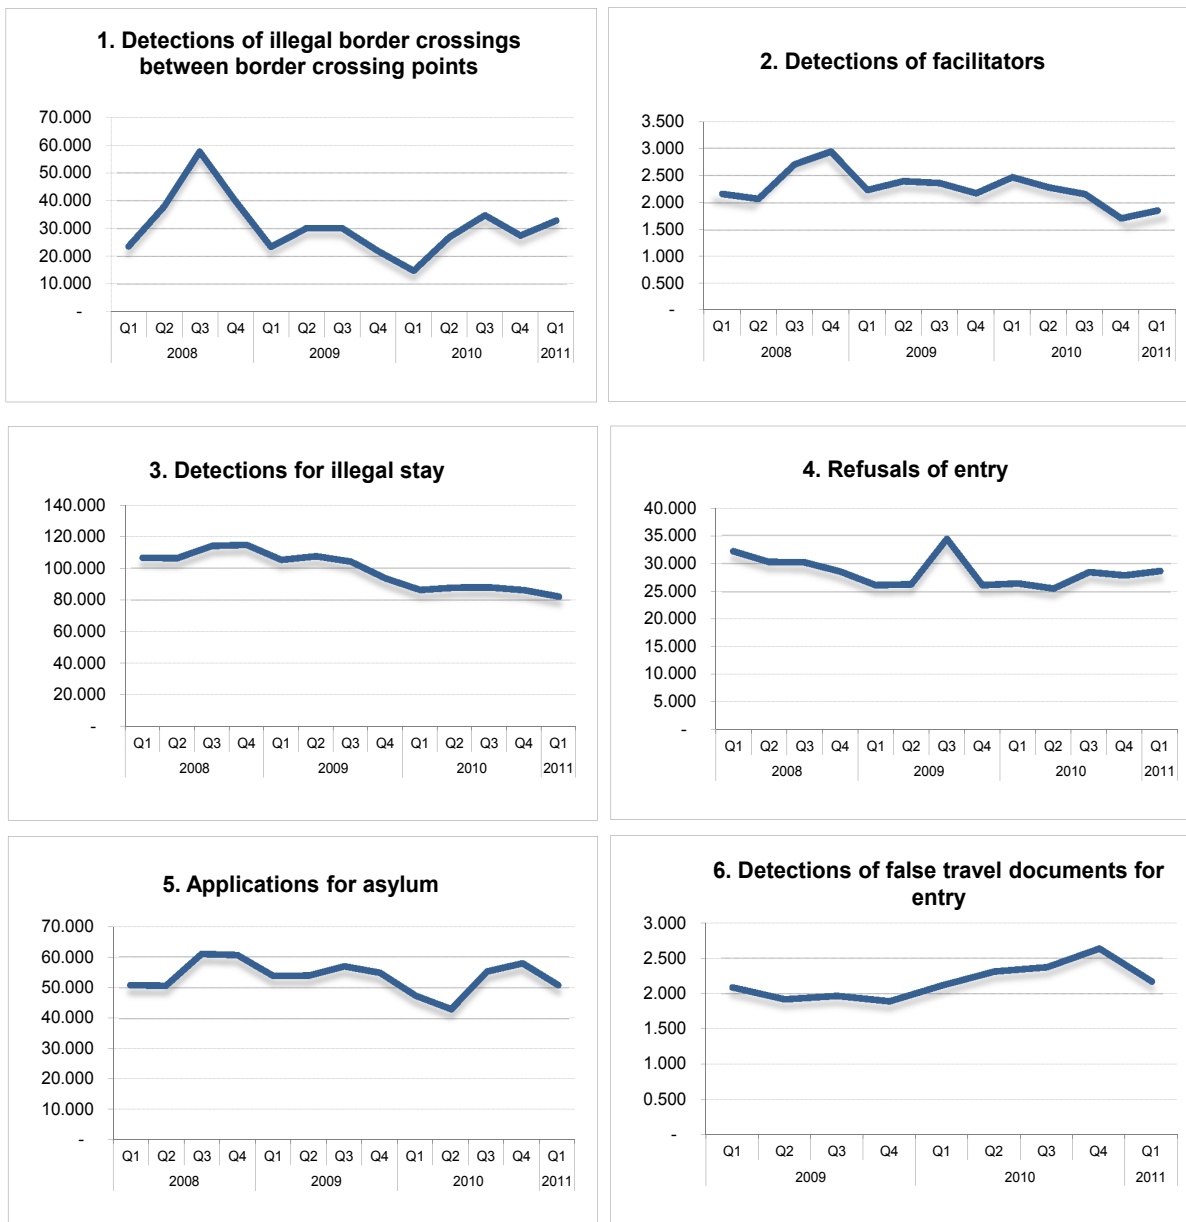 1. Detections of illegal border crossings
between border crossing points
70.000
60.000
50.000
40.000
30.000
20.000
10.000
-
Q1 Q2 Q3 Q4 Q1 Q2 Q3 Q4 Q1 Q2 Q3 Q4 Q1
2008 2009 2010 2011
2. Detections of facilitators
3.500
3.000
2.500
2.000
1.500
1.000
0.500
-
Q1 Q2 Q3 Q4 Q1 Q2 Q3 Q4 Q1 Q2 Q3 Q4 Q1
2008 2009 2010 2011
3. Detections for illegal stay
140.000
120.000
100.000
80.000
60.000
40.000
20.000
-
Q1 Q2 Q3 Q4 Q1 Q2 Q3 Q4 Q1 Q2 Q3 Q4 Q1
2008 2009 2010 2011
4. Refusals of entry
40.000
35.000
30.000
25.000
20.000
15.000
10.000
5.000
-
Q1 Q2 Q3 Q4 Q1 Q2 Q3 Q4 Q1 Q2 Q3 Q4 Q1
2008 2009 2010 2011
5. Applications for asylum
70.000
60.000
50.000
40.000
30.000
20.000
10.000
-
Q1 Q2 Q3 Q4 Q1 Q2 Q3 Q4 Q1 Q2 Q3 Q4 Q1
2008 2009 2010 2011
6. Detections of false travel documents for
entry
3.000
2.500
2.000
1.500
1.000
0.500
-
Q1 Q2 Q3 Q4 Q1 Q2 Q3 Q4 Q1
2009 2010 2011